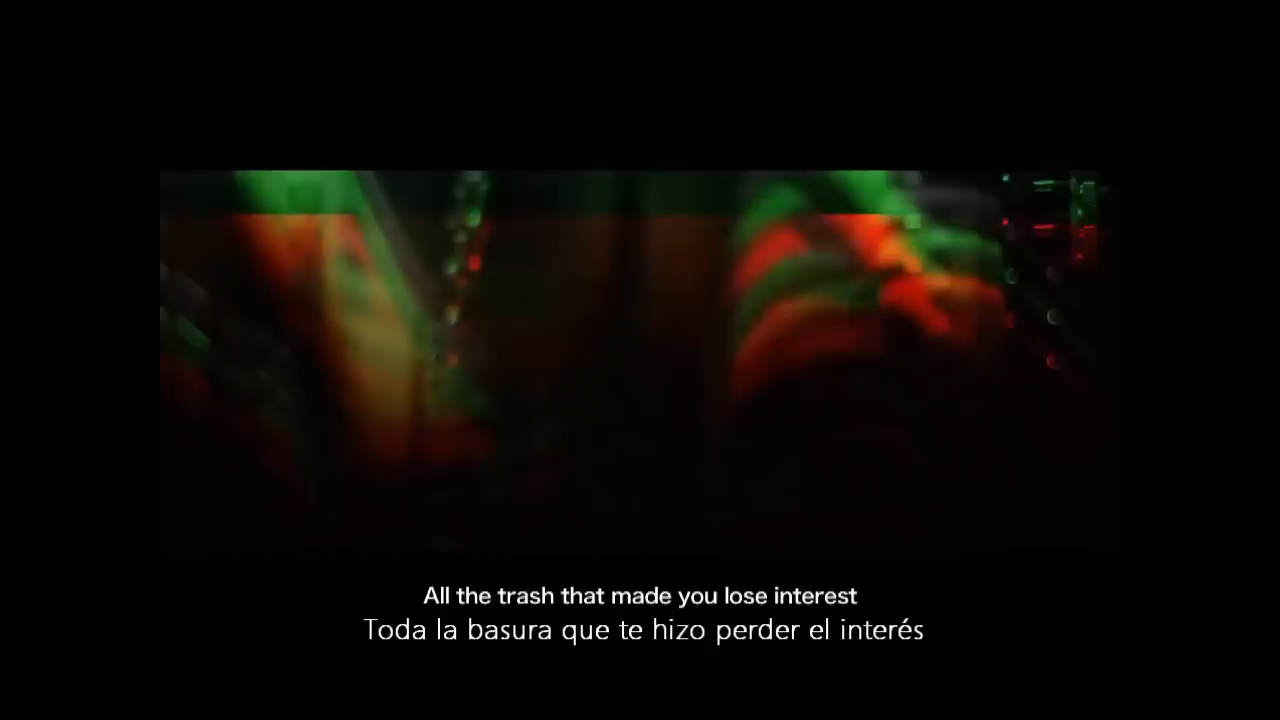 All the trash that made you lose interest
Toda la basura que te hizo perder el interés